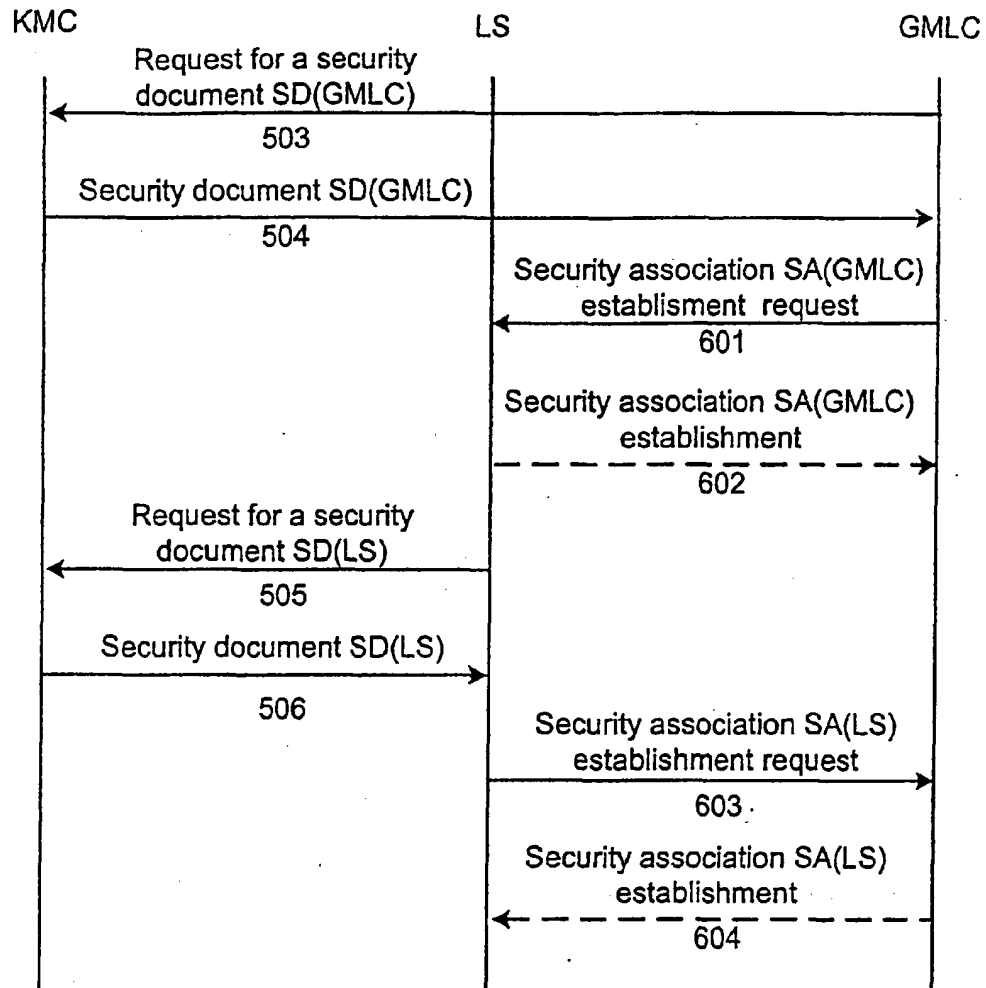 KMC
LS
GMLC
Request for a security
document SD(GMLC)
503
Security document SD(GMLC)
504
Security association SA(GMLC)
establisment request
601
Security association SA(GMLC)
establishment
602
Request for a security
document SD(LS)
505
Security document SD(LS)
506
Security association SA(LS)
establishment request
603
Security association SA(LS)
establishment
604